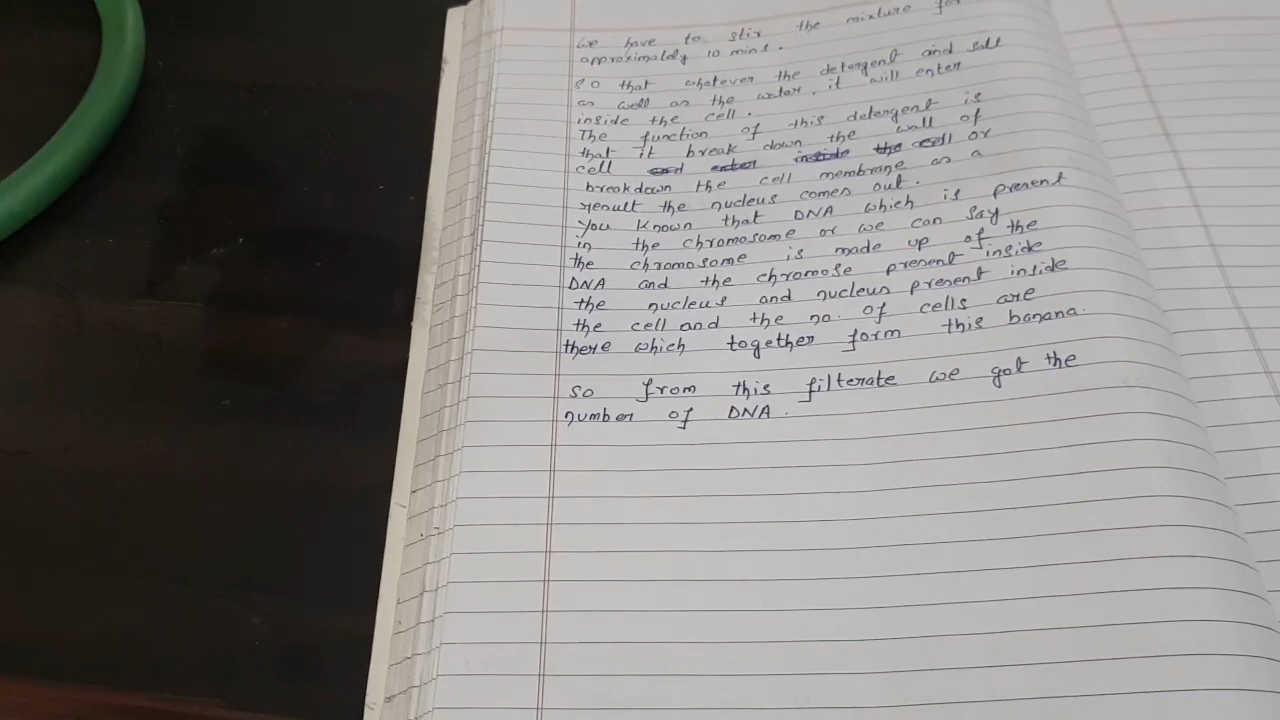 we have to stir the mixture for
approximately 10 mins.
so that whatever the detergent and salt
as well as the water. it will enter
inside the cell.
The function of this detergent is
that it break down the wall of
cell and enter inside the cell or
breakdown the cell membrane as a
result the nucleus comes out.
you known that DNA which is present
in the chromosome or we can say
the chromosome is made up of the
DNA and the chromose present inside
the nucleus and nucleus present inside
the cell and the no. of cells are
there which together form this banana.
so from this filterate we got the
number of DNA.